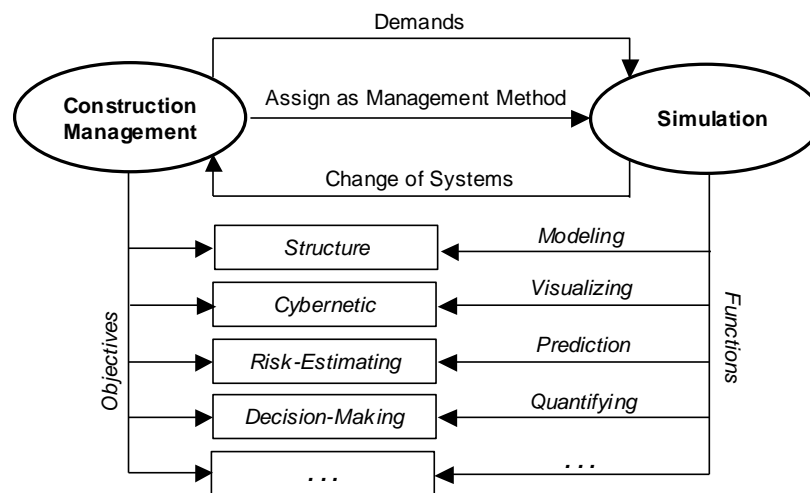 Demands
Construction
Management
Assign as Management Method
Simulation
Change of Systems
Structure
Modeling
Cybernetic
Visualizing
Risk-Estimating
Prediction
Decision-Making
Quantifying
...
...
Objectives
Functions